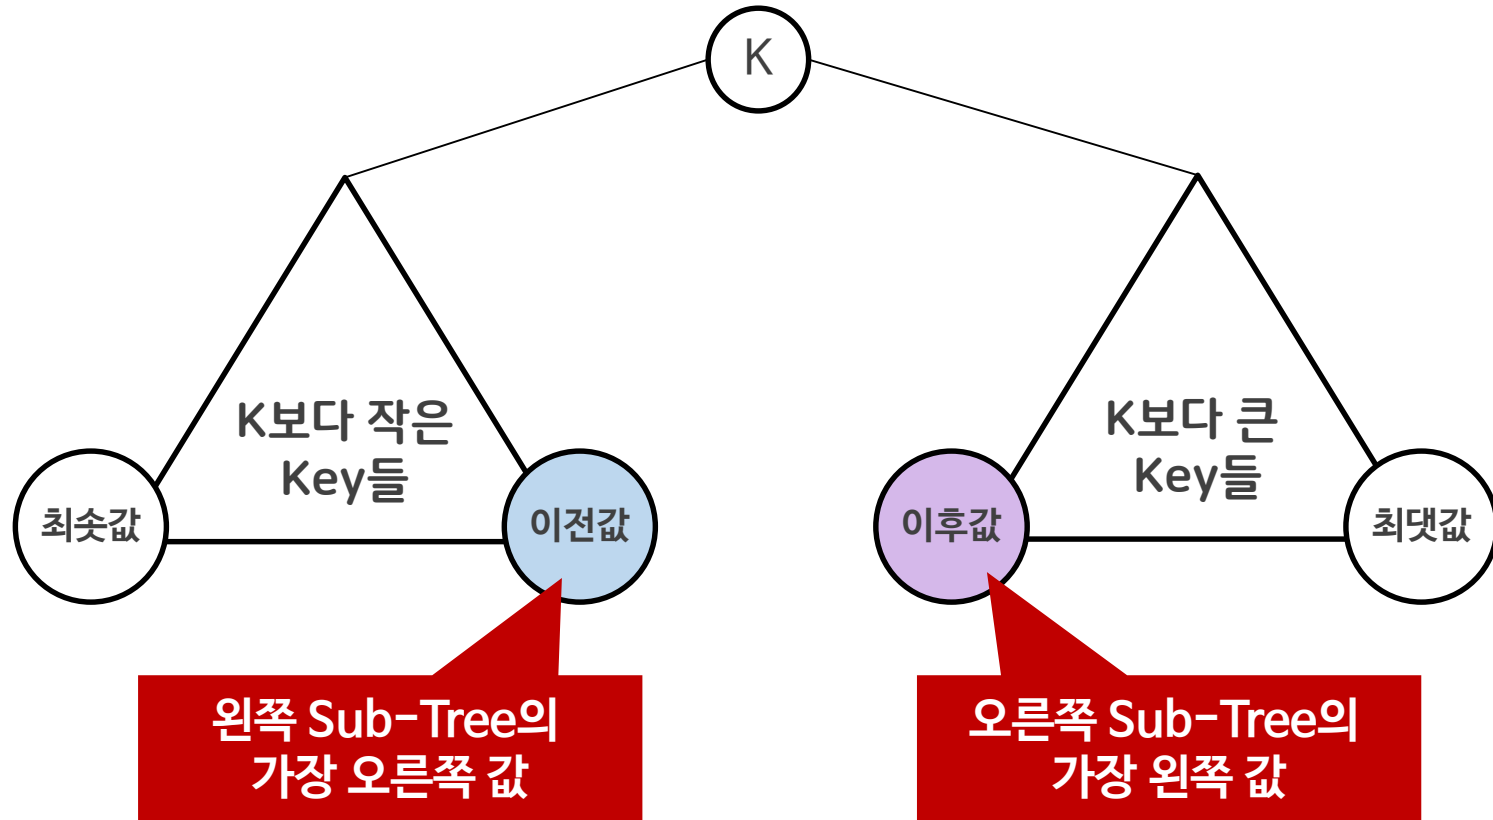 K
K보다 작은
Key들
K보다 큰
Key들
최솟값
이전값
이후값
최댓값
왼쪽 Sub-Tree의
가장 오른쪽 값
오른쪽 Sub-Tree의
가장 왼쪽 값